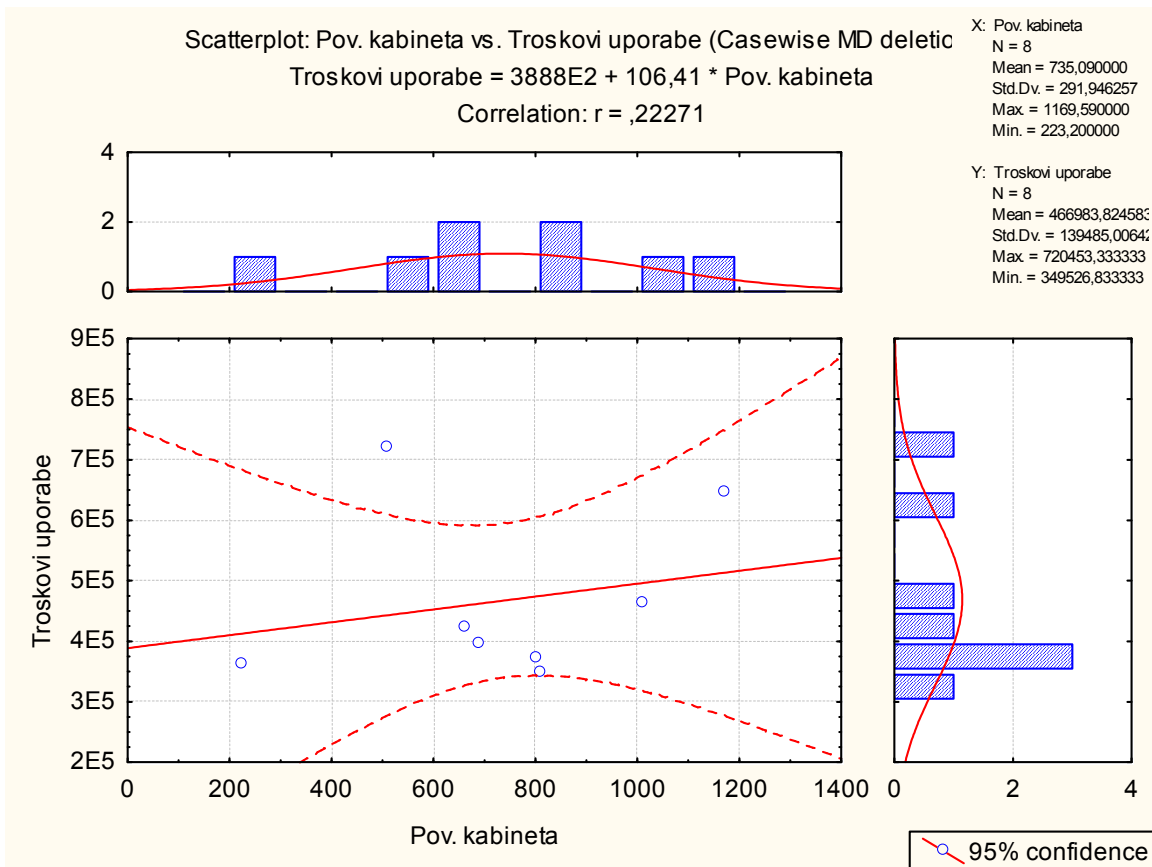 Scatterplot: Pov. kabineta vs. Troskovi uporabe (Casewise MD deletio
Troskovi uporabe = 3888E2 + 106,41 * Pov. kabineta
Correlation: r = ,22271
X: Pov. kabineta
N = 8
Mean = 735,090000
Std.Dv. = 291,946257
Max. = 1169,590000
Min. = 223,200000
Y: Troskovi uporabe
N = 8
Mean = 466983,824583
Std.Dv. = 139485,00642
Max. = 720453,333333
Min. = 349526,833333
4
2
0
9E5
8E5
7E5
6E5
5E5
4E5
3E5
2E5
Troskovi uporabe
0 200 400 600 800 1000 1200 1400
Pov. kabineta
0 2 4
95% confidence